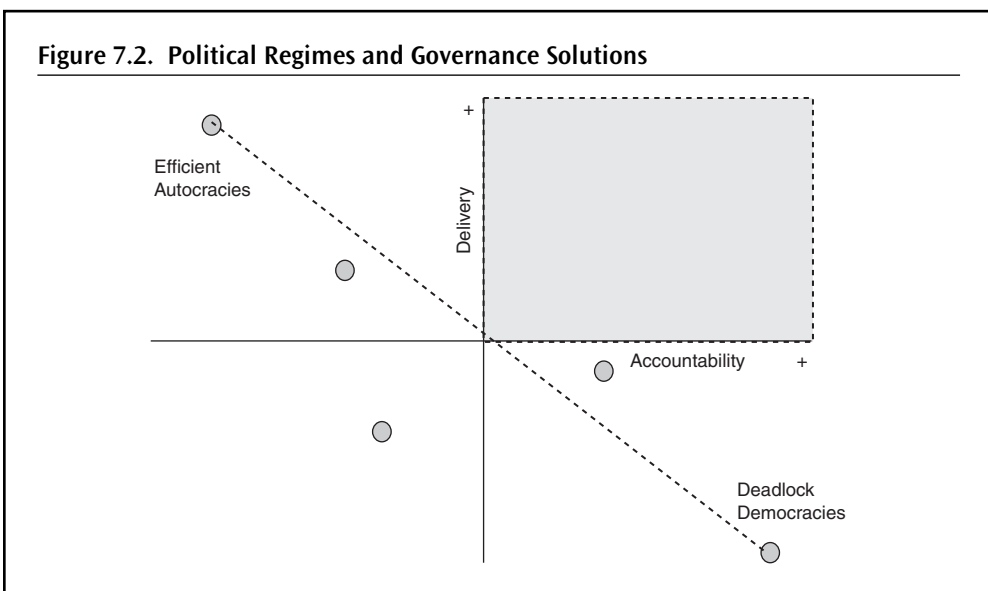 Figure 7.2. Political Regimes and Governance Solutions
+
Efficient
Autocracies
Delivery
Accountability +
Deadlock
Democracies